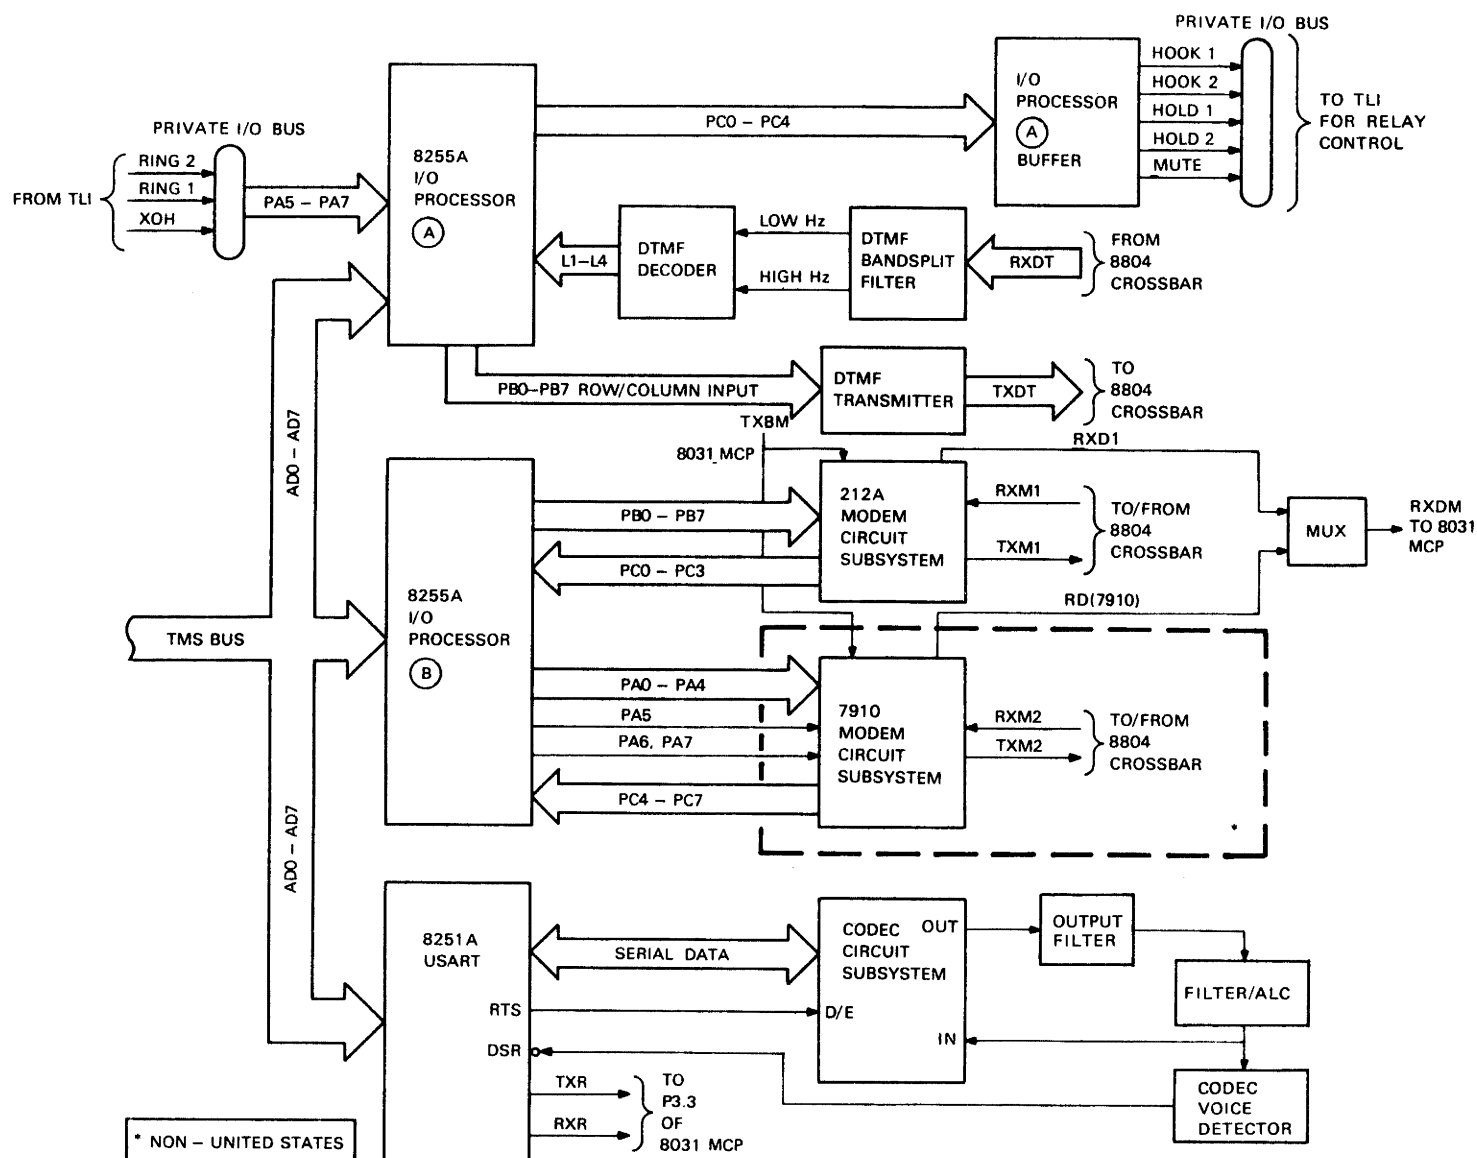 PRIVATE I/O BUS
HOOK 1
HOOK 2
HOLD 1
HOLD 2
MUTE
I/O
PROCESSOR
A
BUFFER
TO TLI
FOR RELAY
CONTROL
PC0 – PC4
PRIVATE I/O BUS
FROM TLI
RING 2
RING 1
XOH
PA5 – PA7
8255A
I/O
PROCESSOR
A
L1–L4
DTMF
DECODER
LOW Hz
HIGH Hz
DTMF
BANDSPLIT
FILTER
RXDT
FROM
8804
CROSSBAR
PB0–PB7 ROW/COLUMN INPUT
DTMF
TRANSMITTER
TXDT
TO
8804
CROSSBAR
AD0 – AD7
TXBM
8031 MCP
RXD1
8255A
I/O
PROCESSOR
B
PB0 – PB7
PC0 – PC3
212A
MODEM
CIRCUIT
SUBSYSTEM
RXM1
TXM1
TO/FROM
8804
CROSSBAR
MUX
RXDM
TO 8031
MCP
RD(7910)
TMS BUS
PA0 – PA4
PA5
PA6, PA7
PC4 – PC7
7910
MODEM
CIRCUIT
SUBSYSTEM
RXM2
TXM2
TO/FROM
8804
CROSSBAR
*
AD0 – AD7
8251A
USART
RTS
DSR
SERIAL DATA
CODEC
CIRCUIT
SUBSYSTEM
OUT
D/E
IN
OUTPUT
FILTER
FILTER/ALC
CODEC
VOICE
DETECTOR
TXR
RXR
TO
P3.3
OF
8031 MCP
* NON – UNITED STATES